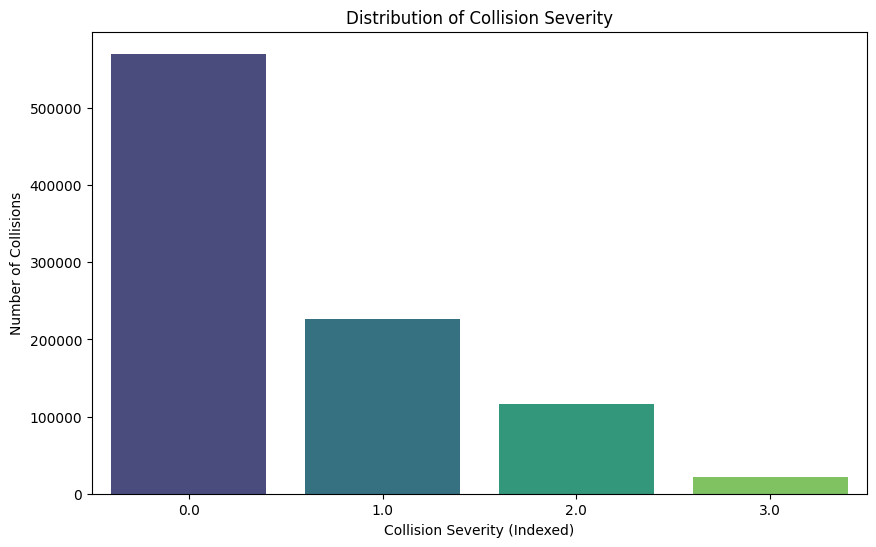 Distribution of Collision Severity
Number of Collisions
500000
400000
300000
200000
100000
0
0.0 1.0 2.0 3.0
Collision Severity (Indexed)